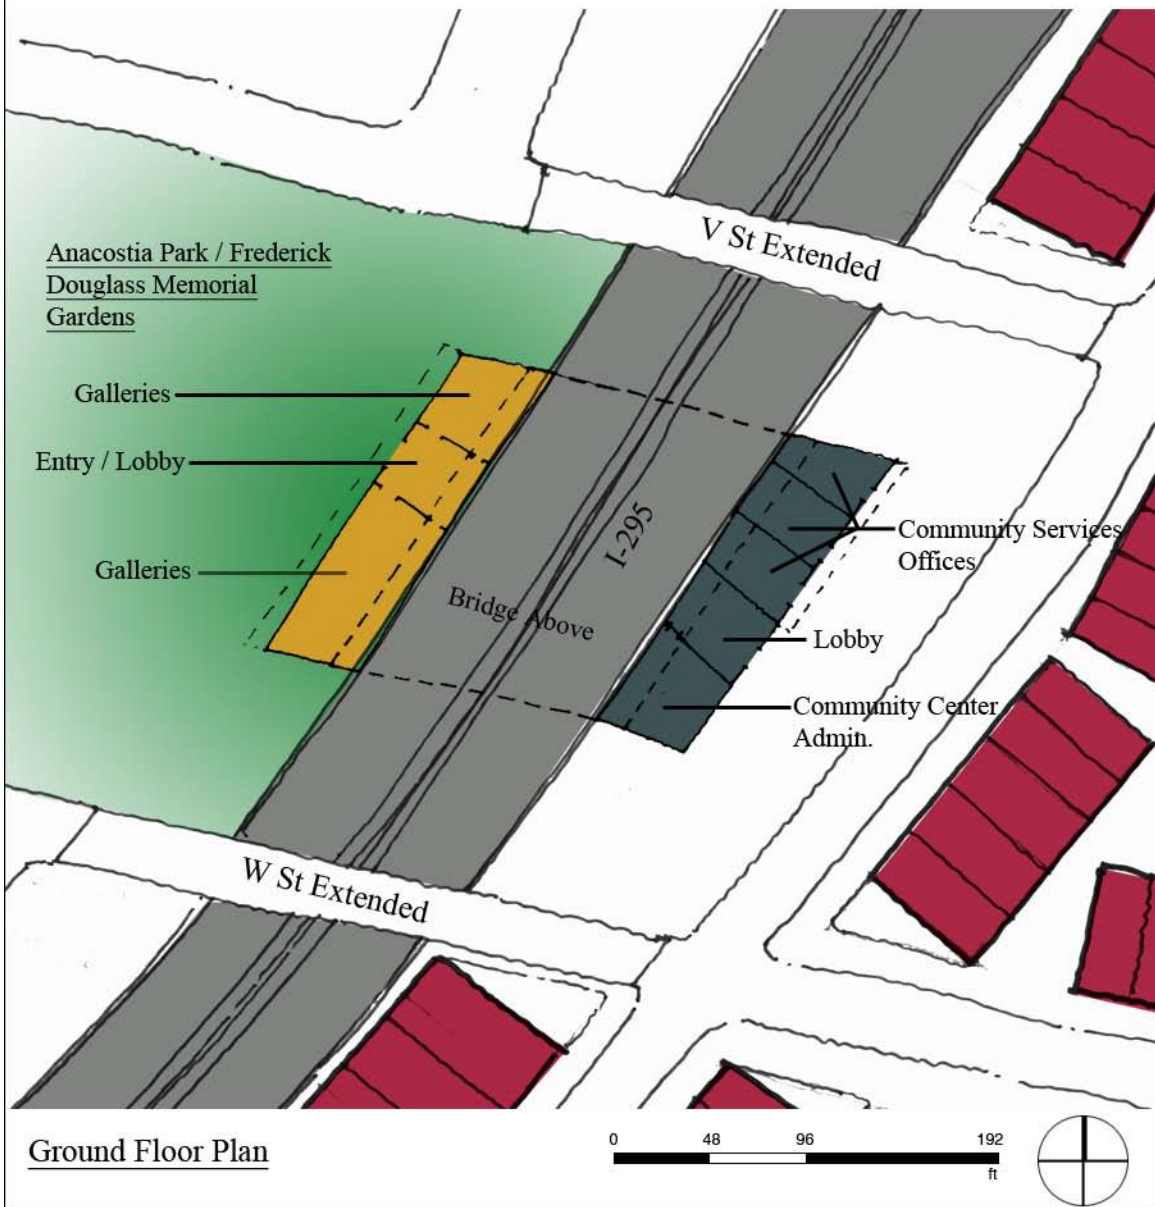 V St Extended
Anacostia Park / Frederick
Douglass Memorial
Gardens
Galleries
Entry / Lobby
Galleries
I-295
Bridge Above
Community Services
Offices
Lobby
Community Center
Admin.
W St Extended
Ground Floor Plan
0 48 96 192
ft